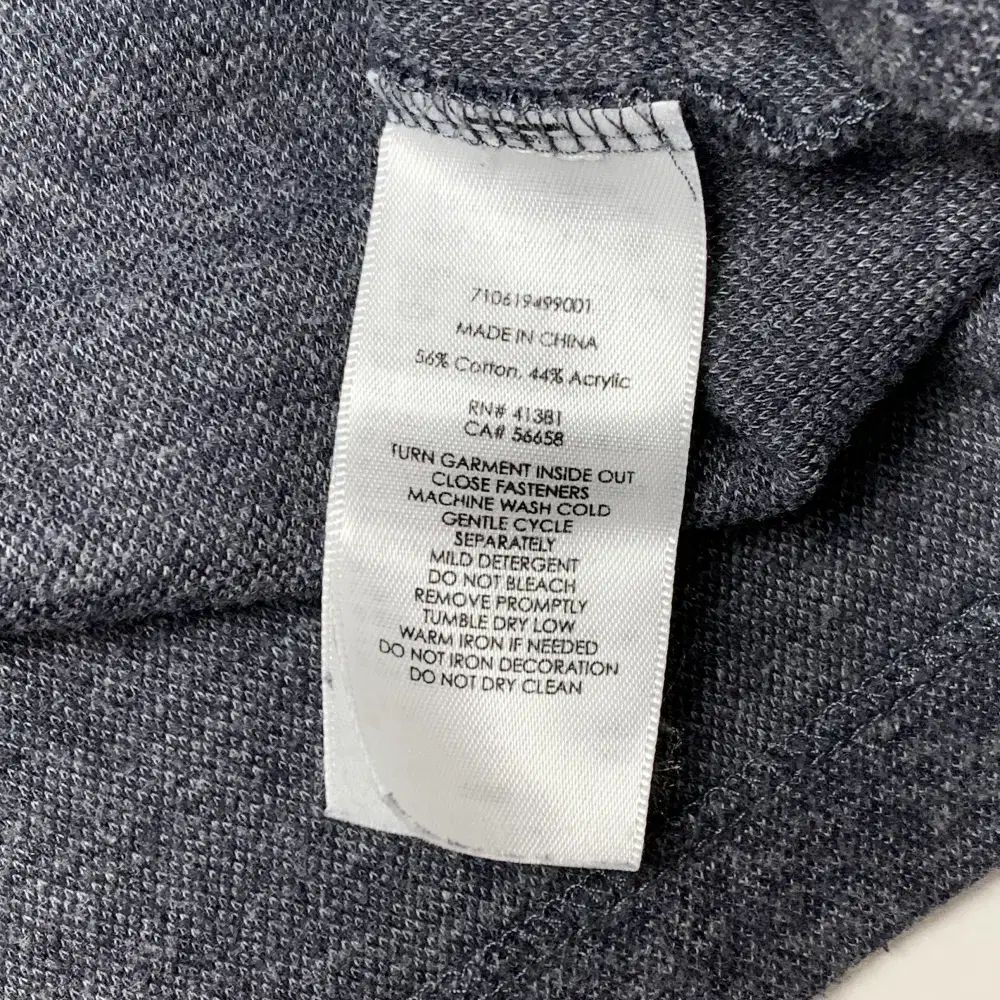 710619499001
MADE IN CHINA
56% Cotton, 44% Acrylic
RN# 41381
CA# 56658
TURN GARMENT INSIDE OUT
CLOSE FASTENERS
MACHINE WASH COLD
GENTLE CYCLE
SEPARATELY
MILD DETERGENT
DO NOT BLEACH
REMOVE PROMPTLY
TUMBLE DRY LOW
WARM IRON IF NEEDED
DO NOT IRON DECORATION
DO NOT DRY CLEAN